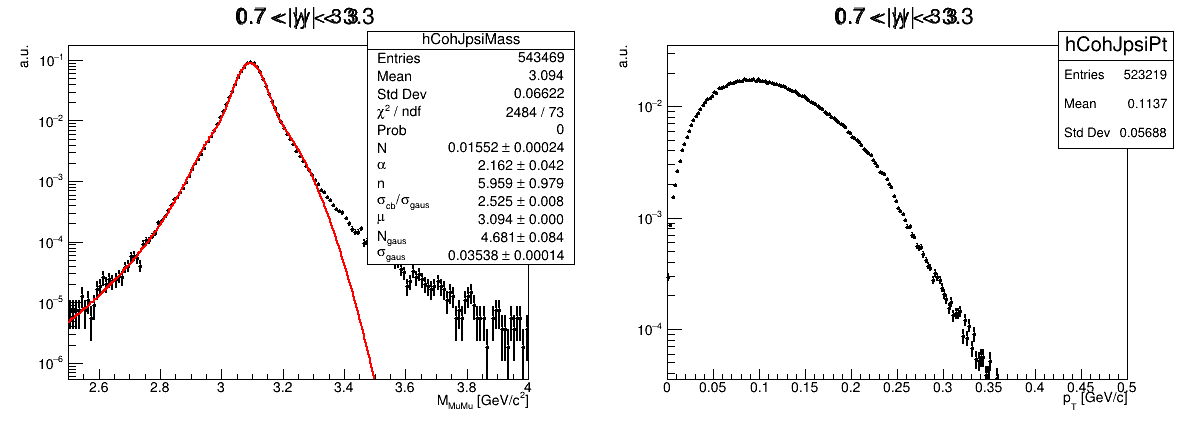 0.7 < |y| < 3.3
a.u.
hCohJpsiMass
Entries 543469
Mean 3.094
Std Dev 0.06622
χ² / ndf 2484 / 73
Prob 0
N 0.01552 ± 0.00024
α 2.162 ± 0.042
n 5.959 ± 0.979
σcb/σgaus 2.525 ± 0.008
μ 3.094 ± 0.000
Ngaus 4.681 ± 0.084
σgaus 0.03538 ± 0.00014
10⁻¹
10⁻²
10⁻³
10⁻⁴
10⁻⁵
10⁻⁶
2.6 2.8 3 3.2 3.4 3.6 3.8 4
MMuMu [GeV/c²]
0.7 < |y| < 3.3
a.u.
hCohJpsiPt
Entries 523219
Mean 0.1137
Std Dev 0.05688
10⁻²
10⁻³
10⁻⁴
0 0.05 0.1 0.15 0.2 0.25 0.3 0.35 0.4 0.45 0.5
pT [GeV/c]